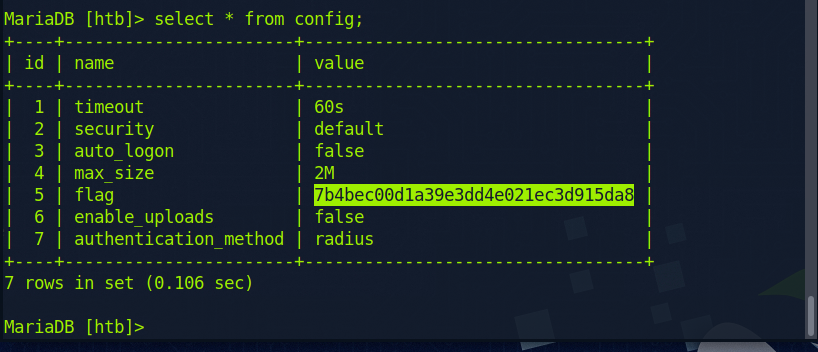 MariaDB [htb]> select * from config;
+----+-----------------------+----------------------------------+
| id | name                  | value                            |
+----+-----------------------+----------------------------------+
|  1 | timeout               | 60s                              |
|  2 | security              | default                          |
|  3 | auto_logon            | false                            |
|  4 | max_size              | 2M                               |
|  5 | flag                  | 7b4bec00d1a39e3dd4e021ec3d915da8 |
|  6 | enable_uploads        | false                            |
|  7 | authentication_method | radius                           |
+----+-----------------------+----------------------------------+
7 rows in set (0.106 sec)
MariaDB [htb]>